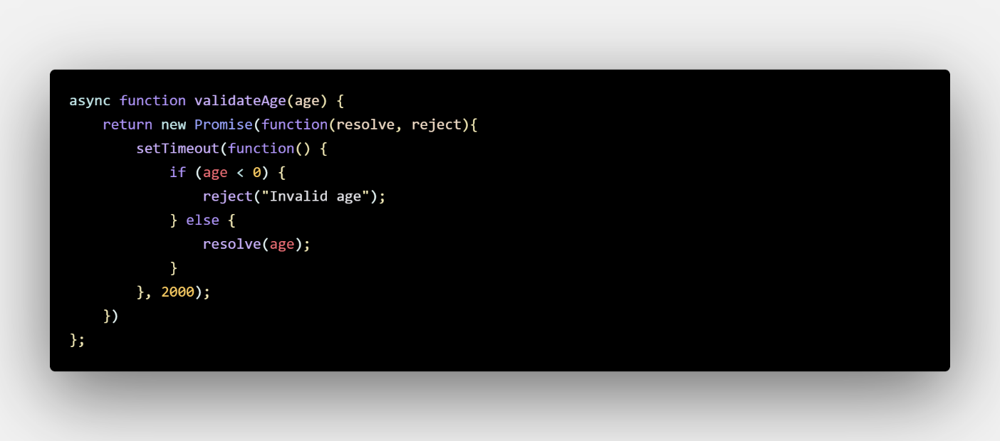 async function validateAge(age) {
    return new Promise(function(resolve, reject){
        setTimeout(function() {
            if (age < 0) {
                reject("Invalid age");
            } else {
                resolve(age);
            }
        }, 2000);
    })
};